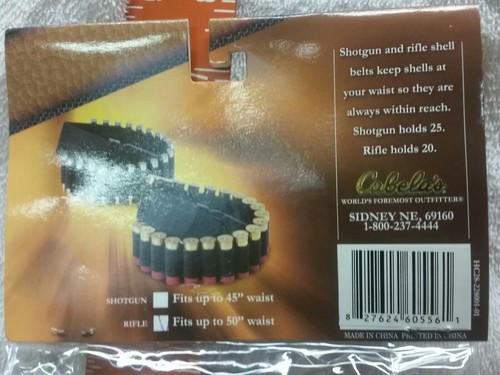 Shotgun and rifle shell
belts keep shells at
your waist so they are
always within reach.
Shotgun holds 25.
Rifle holds 20.
Cabela's
WORLD'S FOREMOST OUTFITTER®
SIDNEY NE, 69160
1-800-237-4444
SHOTGUN Fits up to 45" waist
RIFLE Fits up to 50" waist
8 27624 60556 1
MADE IN CHINA PRINTED IN CHINA